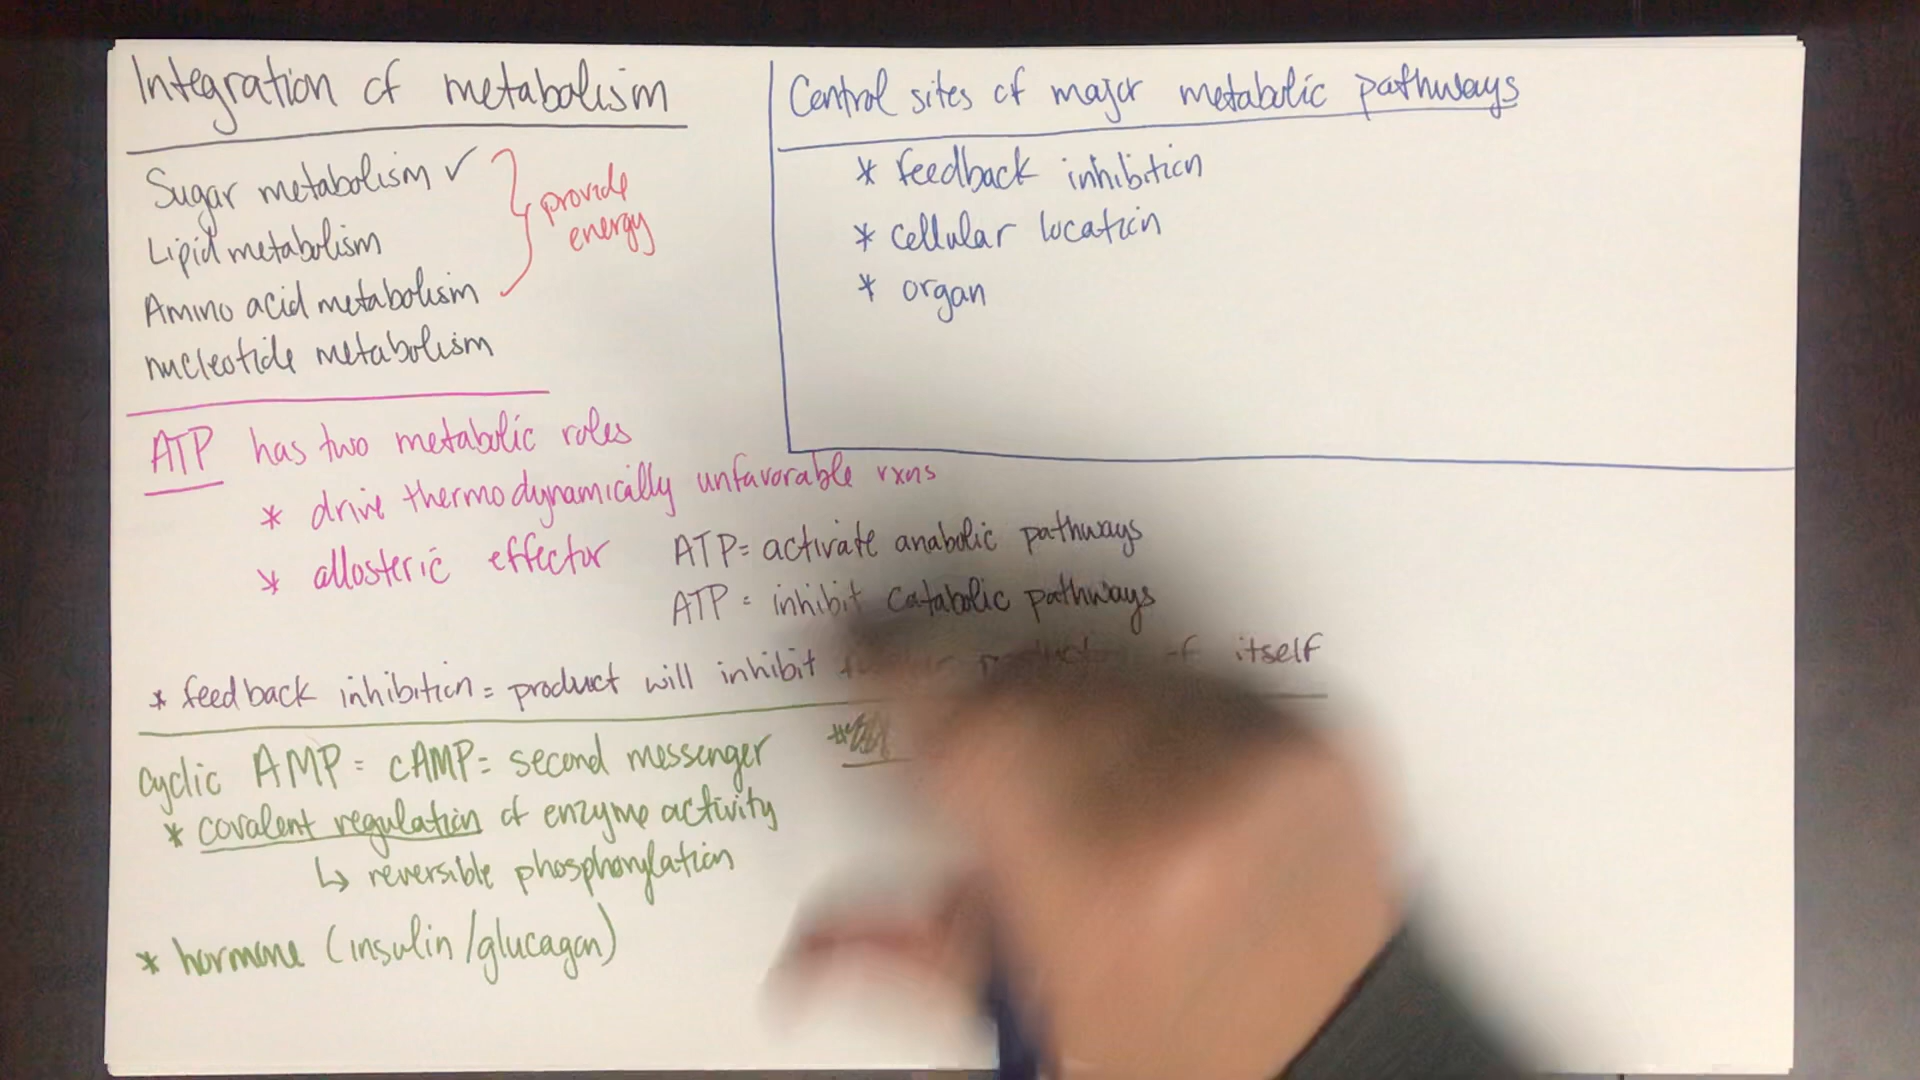 Integration of metabolism
Sugar metabolism ✓
Lipid metabolism
Amino acid metabolism
nucleotide metabolism
provide
energy
Control sites of major metabolic pathways
* feedback inhibition
* cellular location
* organ
ATP has two metabolic roles
* drive thermodynamically unfavorable rxns
* allosteric effector
ATP = activate anabolic pathways
ATP = inhibit catabolic pathways
* feedback inhibition = product will inhibit itself
cyclic AMP = cAMP = second messenger
* covalent regulation of enzyme activity
↳ reversible phosphorylation
* hormone (insulin/glucagon)